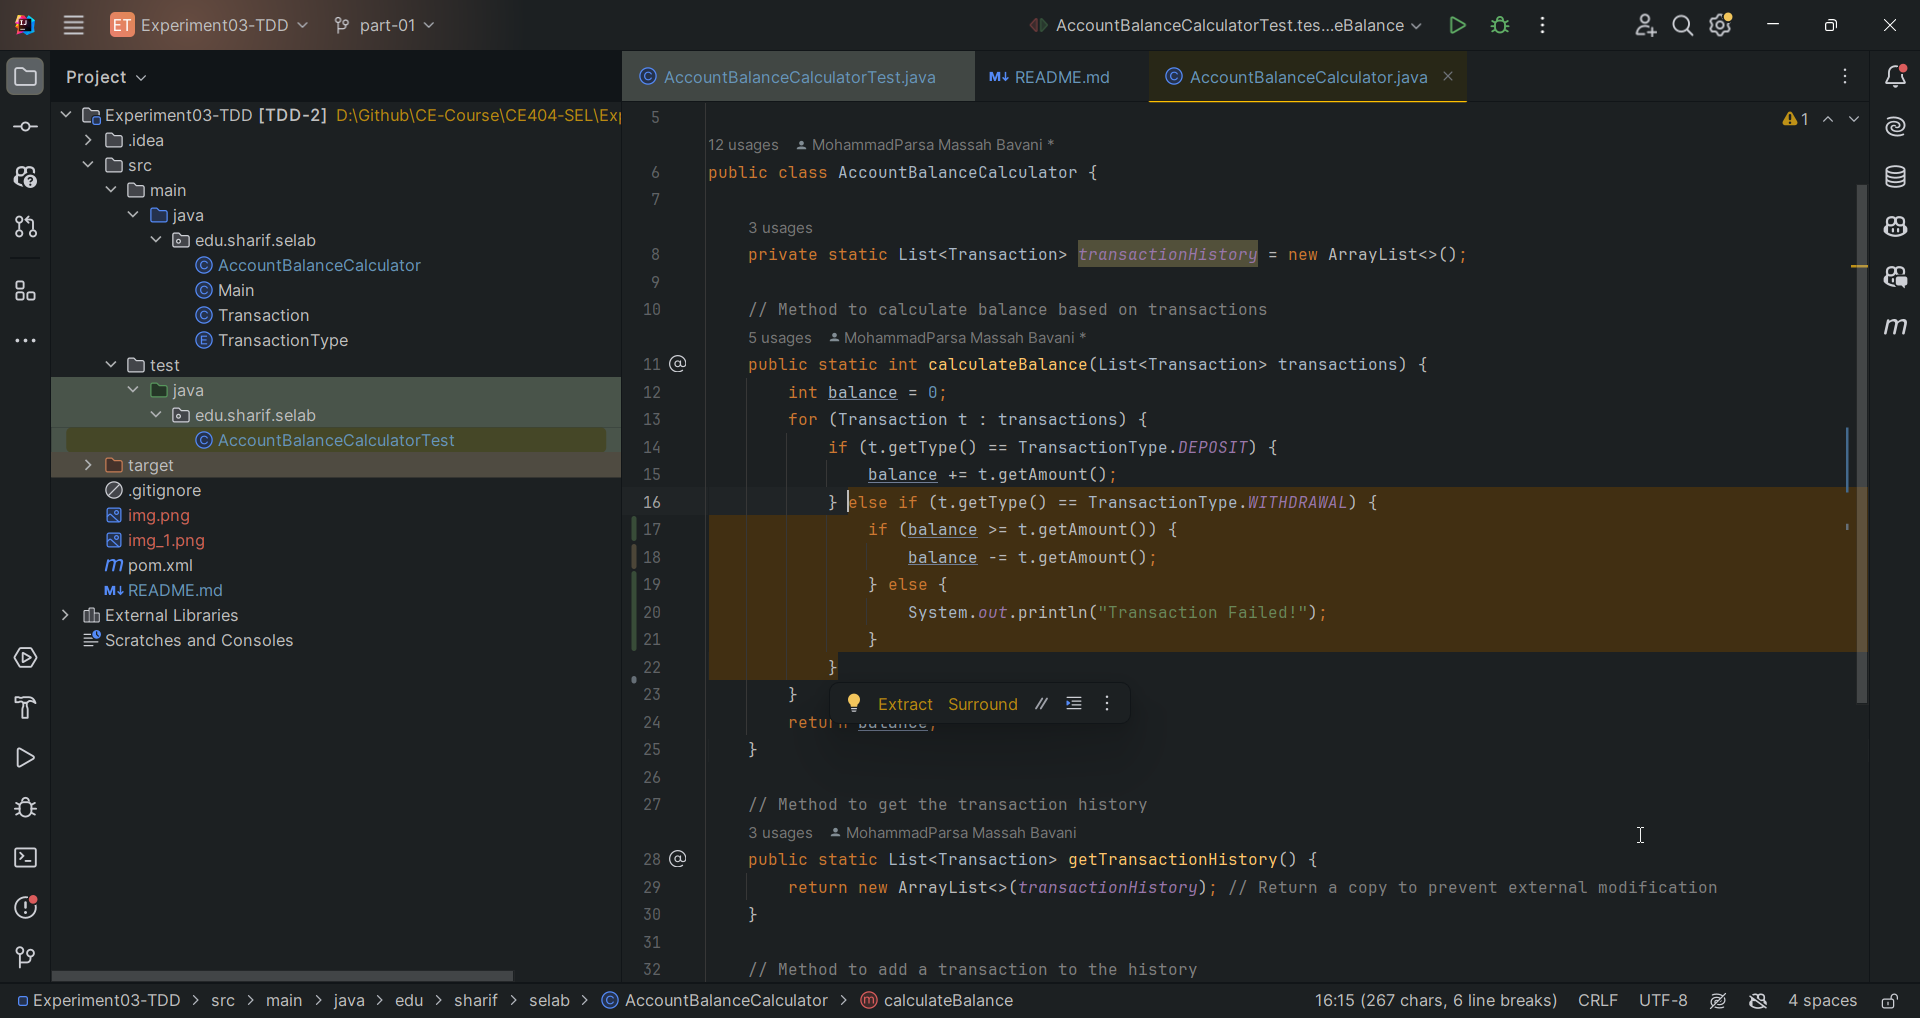 ET Experiment03-TDD part-01 AccountBalanceCalculatorTest.tes...eBalance
Project
Experiment03-TDD [TDD-2] D:\Github\CE-Course\CE404-SEL\Exp
.idea
src
main
java
edu.sharif.selab
AccountBalanceCalculator
Main
Transaction
TransactionType
test
java
edu.sharif.selab
AccountBalanceCalculatorTest
target
.gitignore
img.png
img_1.png
pom.xml
README.md
External Libraries
Scratches and Consoles
AccountBalanceCalculatorTest.java README.md AccountBalanceCalculator.java
1
5
12 usages MohammadParsa Massah Bavani *
6 public class AccountBalanceCalculator {
7
3 usages
8 private static List<Transaction> transactionHistory = new ArrayList<>();
9
10 // Method to calculate balance based on transactions
5 usages MohammadParsa Massah Bavani *
11 public static int calculateBalance(List<Transaction> transactions) {
12 int balance = 0;
13 for (Transaction t : transactions) {
14 if (t.getType() == TransactionType.DEPOSIT) {
15 balance += t.getAmount();
16 } else if (t.getType() == TransactionType.WITHDRAWAL) {
17 if (balance >= t.getAmount()) {
18 balance -= t.getAmount();
19 } else {
20 System.out.println("Transaction Failed!");
21 }
22 }
23 }
Extract Surround
24 return balance;
25 }
26
27 // Method to get the transaction history
3 usages MohammadParsa Massah Bavani
28 public static List<Transaction> getTransactionHistory() {
29 return new ArrayList<>(transactionHistory); // Return a copy to prevent external modification
30 }
31
32 // Method to add a transaction to the history
Experiment03-TDD > src > main > java > edu > sharif > selab > AccountBalanceCalculator > calculateBalance
16:15 (267 chars, 6 line breaks) CRLF UTF-8 4 spaces